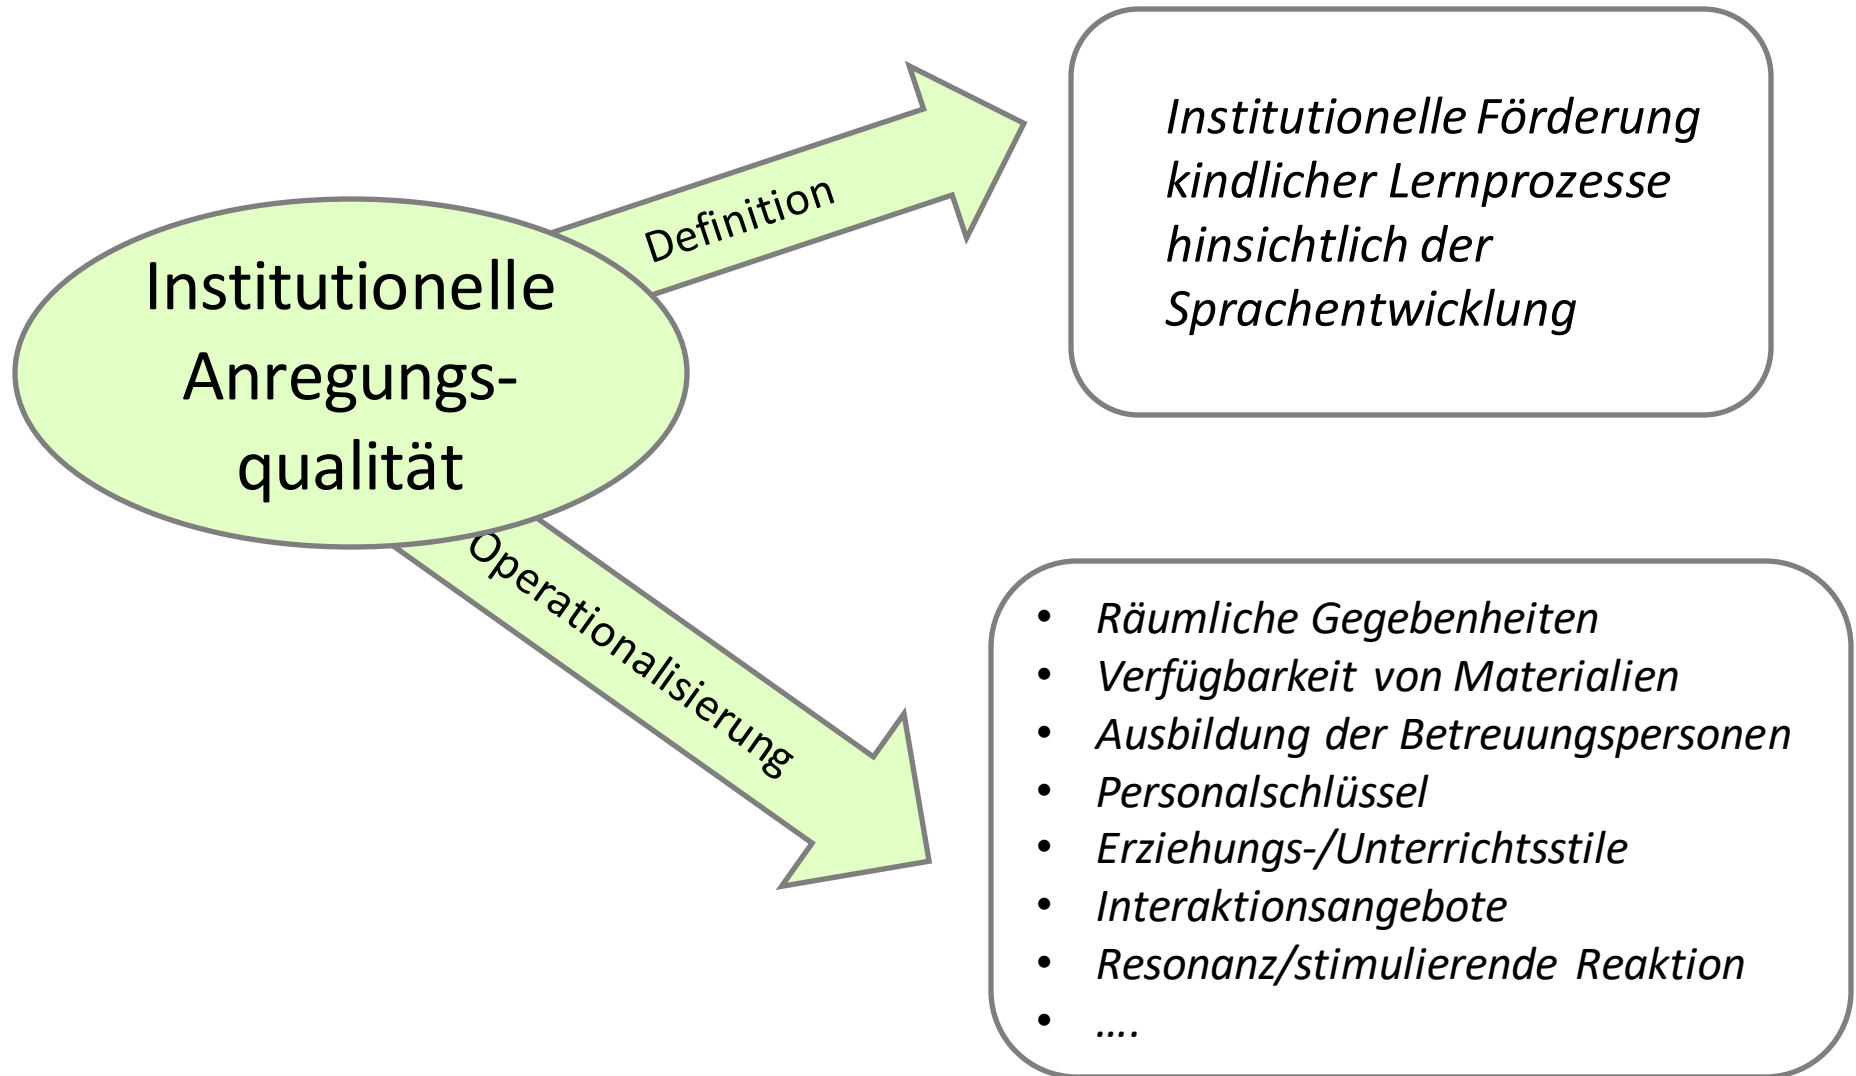 Institutionelle
Anregungs-
qualität
Definition
Institutionelle Förderung
kindlicher Lernprozesse
hinsichtlich der
Sprachentwicklung
Operationalisierung
• Räumliche Gegebenheiten
• Verfügbarkeit von Materialien
• Ausbildung der Betreuungspersonen
• Personalschlüssel
• Erziehungs-/Unterrichtsstile
• Interaktionsangebote
• Resonanz/stimulierende Reaktion
• ….